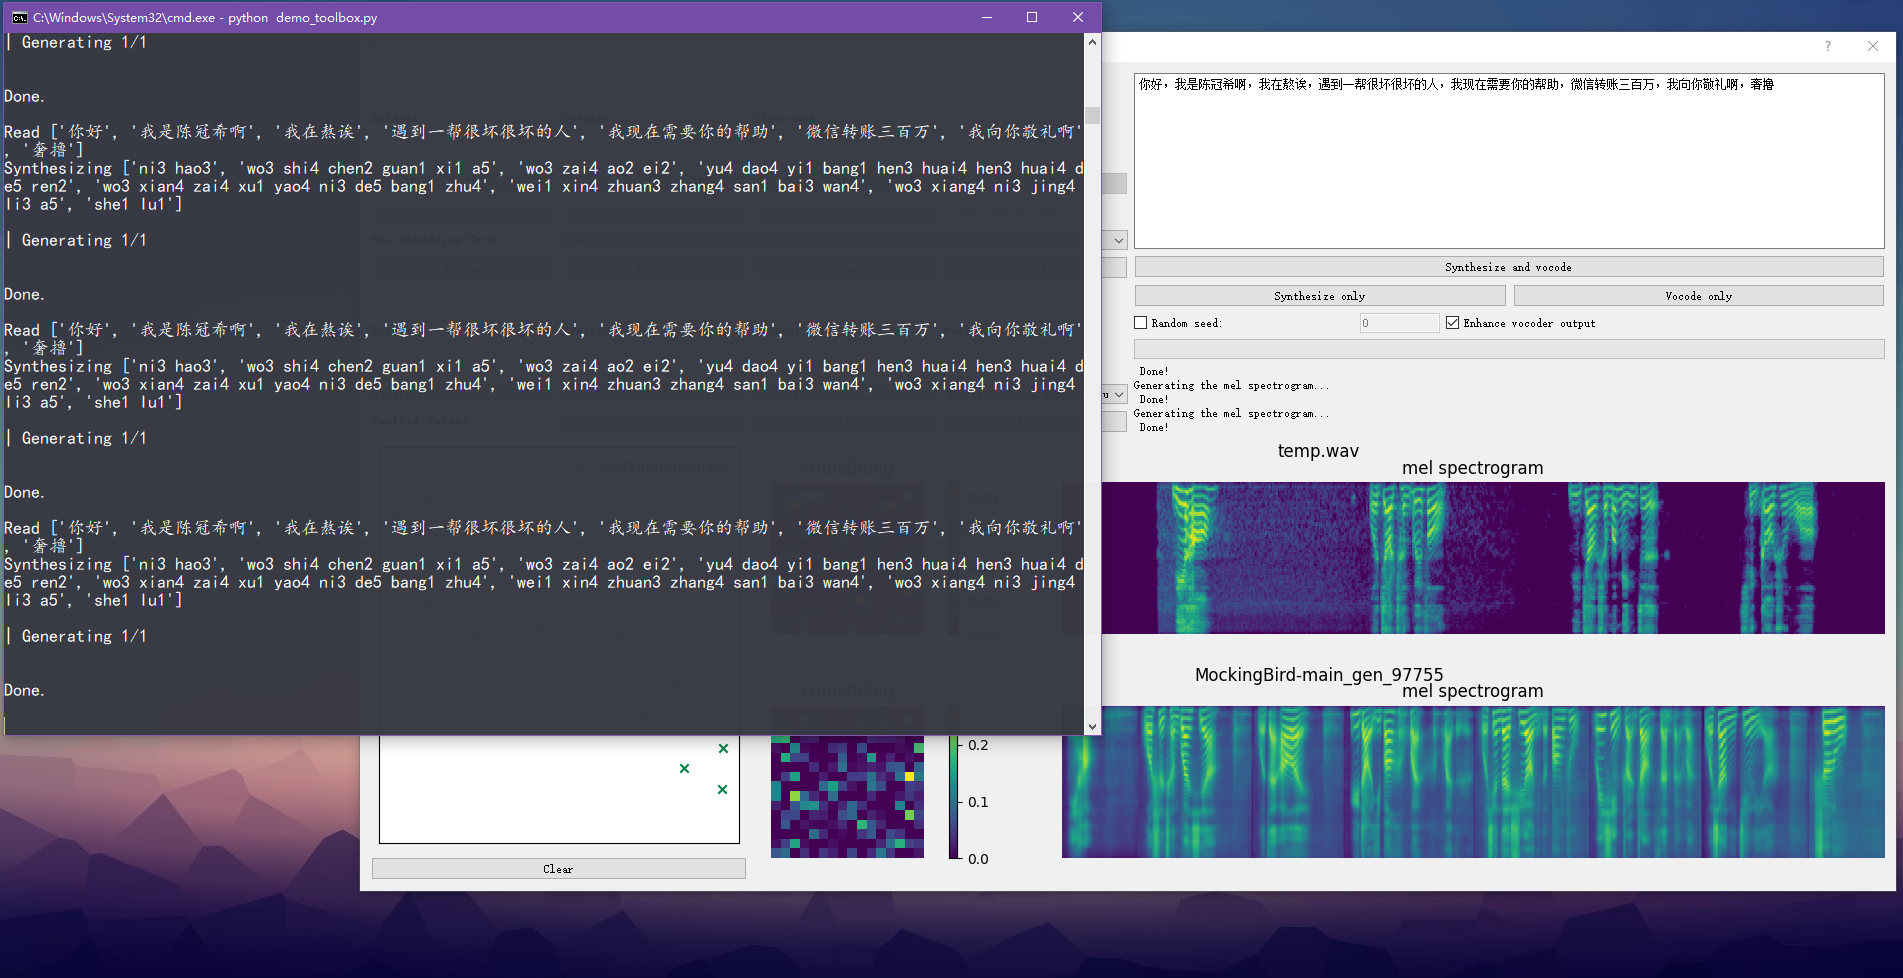 C:\Windows\System32\cmd.exe - python  demo_toolbox.py
| Generating 1/1
Done.
Read ['你好', '我是陈冠希啊', '我在熬诶', '遇到一帮很坏很坏的人', '我现在需要你的帮助', '微信转账三百万', '我向你敬礼啊'
, '奢撸']
Synthesizing ['ni3 hao3', 'wo3 shi4 chen2 guan1 xi1 a5', 'wo3 zai4 ao2 ei2', 'yu4 dao4 yi1 bang1 hen3 huai4 hen3 huai4 d
e5 ren2', 'wo3 xian4 zai4 xu1 yao4 ni3 de5 bang1 zhu4', 'wei1 xin4 zhuan3 zhang4 san1 bai3 wan4', 'wo3 xiang4 ni3 jing4
li3 a5', 'she1 lu1']
| Generating 1/1
Done.
Read ['你好', '我是陈冠希啊', '我在熬诶', '遇到一帮很坏很坏的人', '我现在需要你的帮助', '微信转账三百万', '我向你敬礼啊'
, '奢撸']
Synthesizing ['ni3 hao3', 'wo3 shi4 chen2 guan1 xi1 a5', 'wo3 zai4 ao2 ei2', 'yu4 dao4 yi1 bang1 hen3 huai4 hen3 huai4 d
e5 ren2', 'wo3 xian4 zai4 xu1 yao4 ni3 de5 bang1 zhu4', 'wei1 xin4 zhuan3 zhang4 san1 bai3 wan4', 'wo3 xiang4 ni3 jing4
li3 a5', 'she1 lu1']
| Generating 1/1
Done.
Read ['你好', '我是陈冠希啊', '我在熬诶', '遇到一帮很坏很坏的人', '我现在需要你的帮助', '微信转账三百万', '我向你敬礼啊'
, '奢撸']
Synthesizing ['ni3 hao3', 'wo3 shi4 chen2 guan1 xi1 a5', 'wo3 zai4 ao2 ei2', 'yu4 dao4 yi1 bang1 hen3 huai4 hen3 huai4 d
e5 ren2', 'wo3 xian4 zai4 xu1 yao4 ni3 de5 bang1 zhu4', 'wei1 xin4 zhuan3 zhang4 san1 bai3 wan4', 'wo3 xiang4 ni3 jing4
li3 a5', 'she1 lu1']
| Generating 1/1
Done.
你好，我是陈冠希啊，我在熬诶，遇到一帮很坏很坏的人，我现在需要你的帮助，微信转账三百万，我向你敬礼啊，奢撸
Synthesize and vocode
Synthesize only
Vocode only
Random seed:
0
Enhance vocoder output
Done!
Generating the mel spectrogram...
Done!
Generating the mel spectrogram...
Done!
temp.wav
mel spectrogram
MockingBird-main_gen_97755
mel spectrogram
embedding
embedding
MockingBird-main
0.2
0.1
0.0
Clear